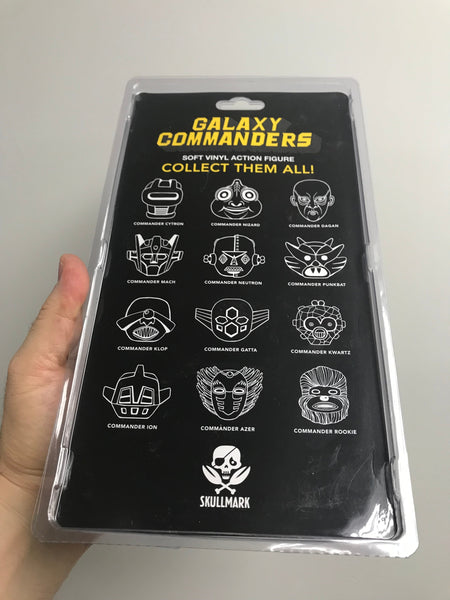 GALAXY
COMMANDERS
SOFT VINYL ACTION FIGURE
COLLECT THEM ALL!
COMMANDER CYTRON
COMMANDER NIZARD
COMMANDER GAGAN
COMMANDER MACH
COMMANDER NEUTRON
COMMANDER PUNKBAT
COMMANDER KLOP
COMMANDER GATTA
COMMANDER KWARTZ
COMMANDER ION
COMMANDER AZER
COMMANDER ROOKIE
SKULLMARK